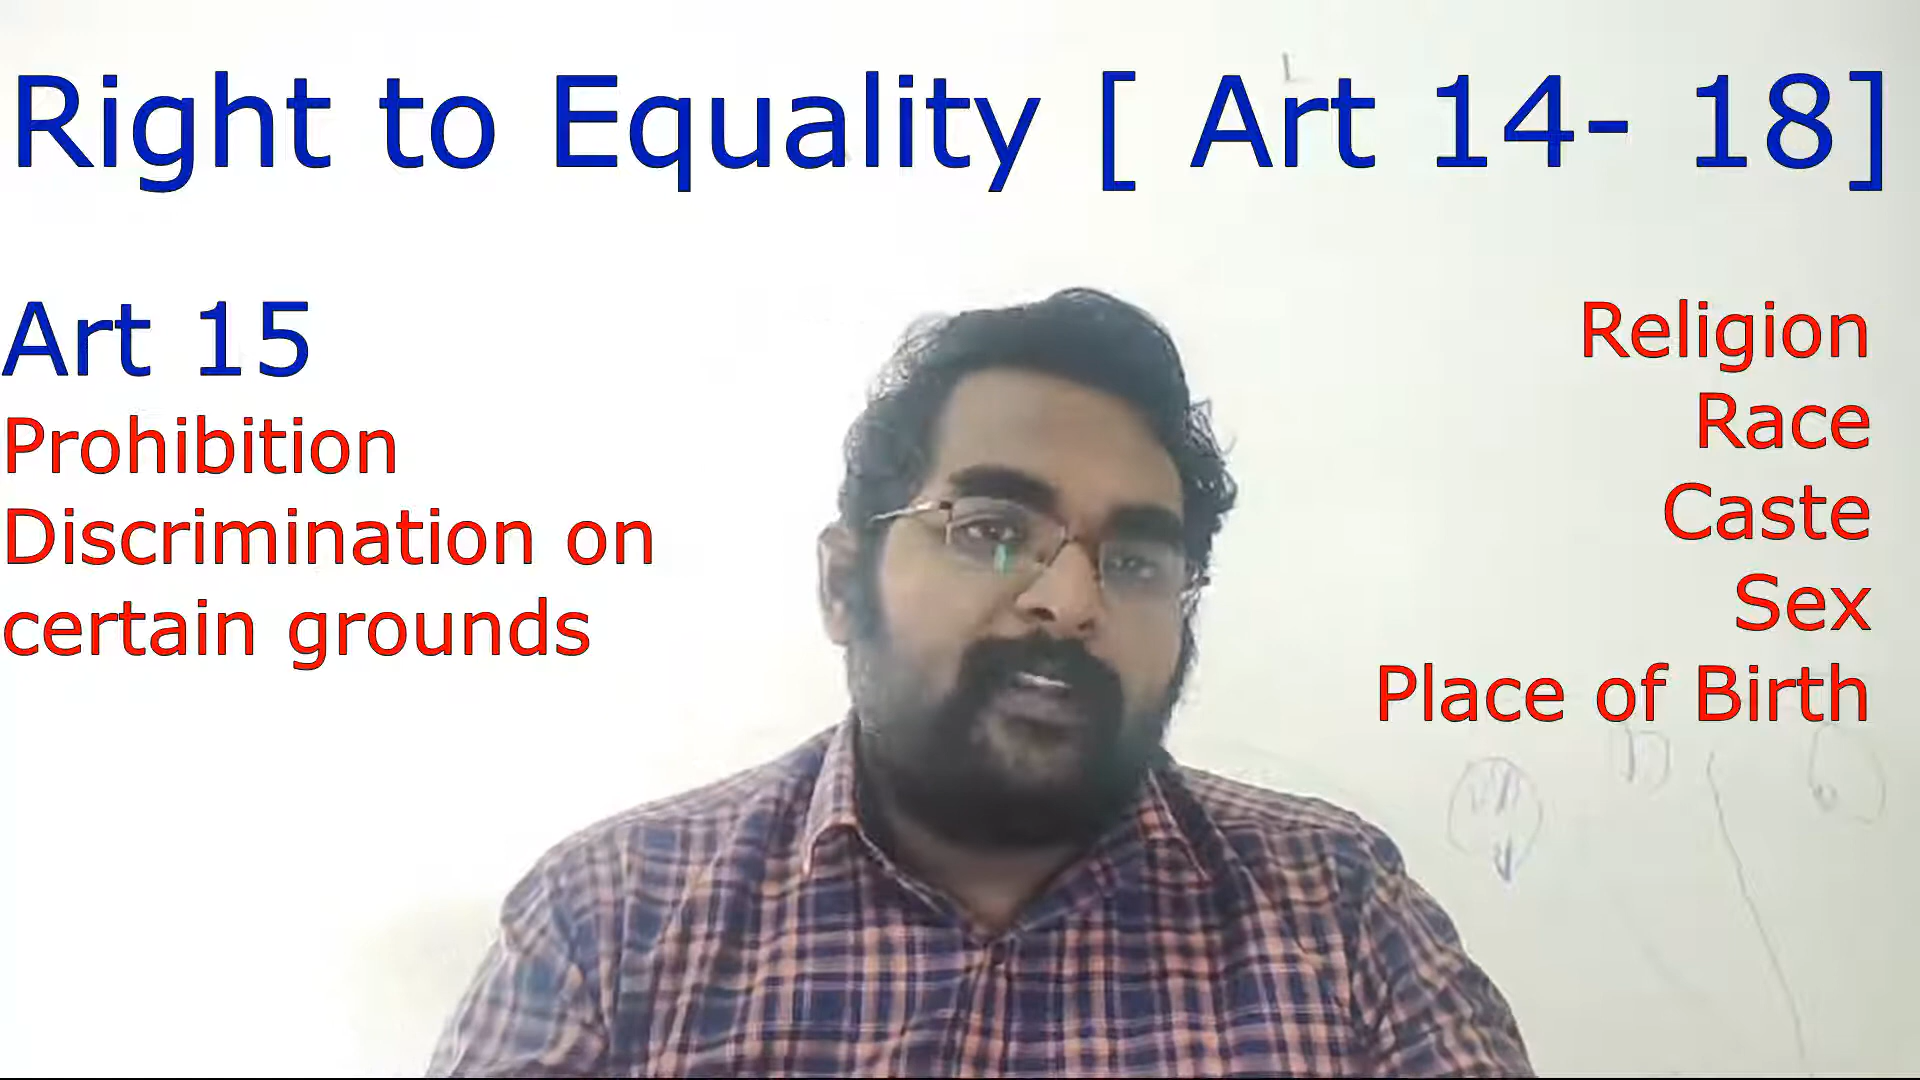 Right to Equality [ Art 14- 18]
Art 15
Prohibition
Discrimination on
certain grounds
Religion
Race
Caste
Sex
Place of Birth